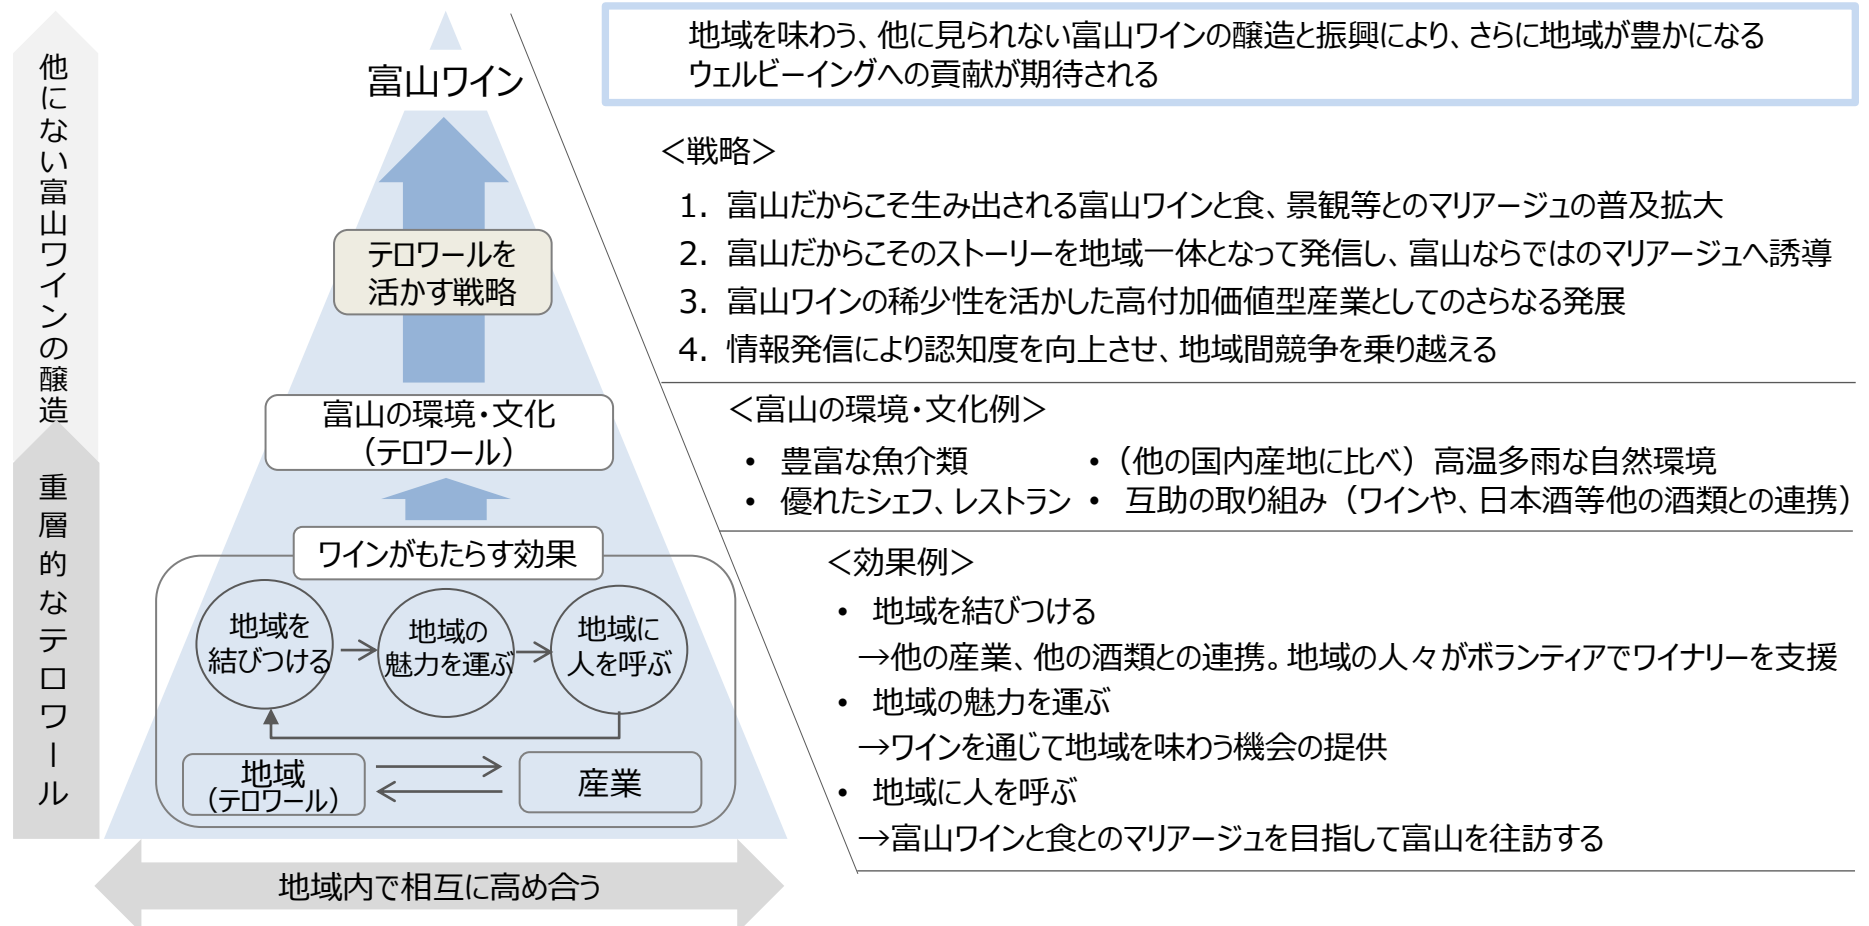 他にない富山ワインの醸造
重層的なテロワール
富山ワイン
テロワールを
活かす戦略
富山の環境・文化
（テロワール）
ワインがもたらす効果
地域を
結びつける
地域の
魅力を運ぶ
地域に
人を呼ぶ
地域
（テロワール）
産業
地域内で相互に高め合う
地域を味わう、他に見られない富山ワインの醸造と振興により、さらに地域が豊かになる
ウェルビーイングへの貢献が期待される
＜戦略＞
1. 富山だからこそ生み出される富山ワインと食、景観等とのマリアージュの普及拡大
2. 富山だからこそのストーリーを地域一体となって発信し、富山ならではのマリアージュへ誘導
3. 富山ワインの稀少性を活かした高付加価値型産業としてのさらなる発展
4. 情報発信により認知度を向上させ、地域間競争を乗り越える
＜富山の環境・文化例＞
• 豊富な魚介類 • （他の国内産地に比べ）高温多雨な自然環境
• 優れたシェフ、レストラン • 互助の取り組み（ワインや、日本酒等他の酒類との連携）
＜効果例＞
• 地域を結びつける
→他の産業、他の酒類との連携。地域の人々がボランティアでワイナリーを支援
• 地域の魅力を運ぶ
→ワインを通じて地域を味わう機会の提供
• 地域に人を呼ぶ
→富山ワインと食とのマリアージュを目指して富山を往訪する